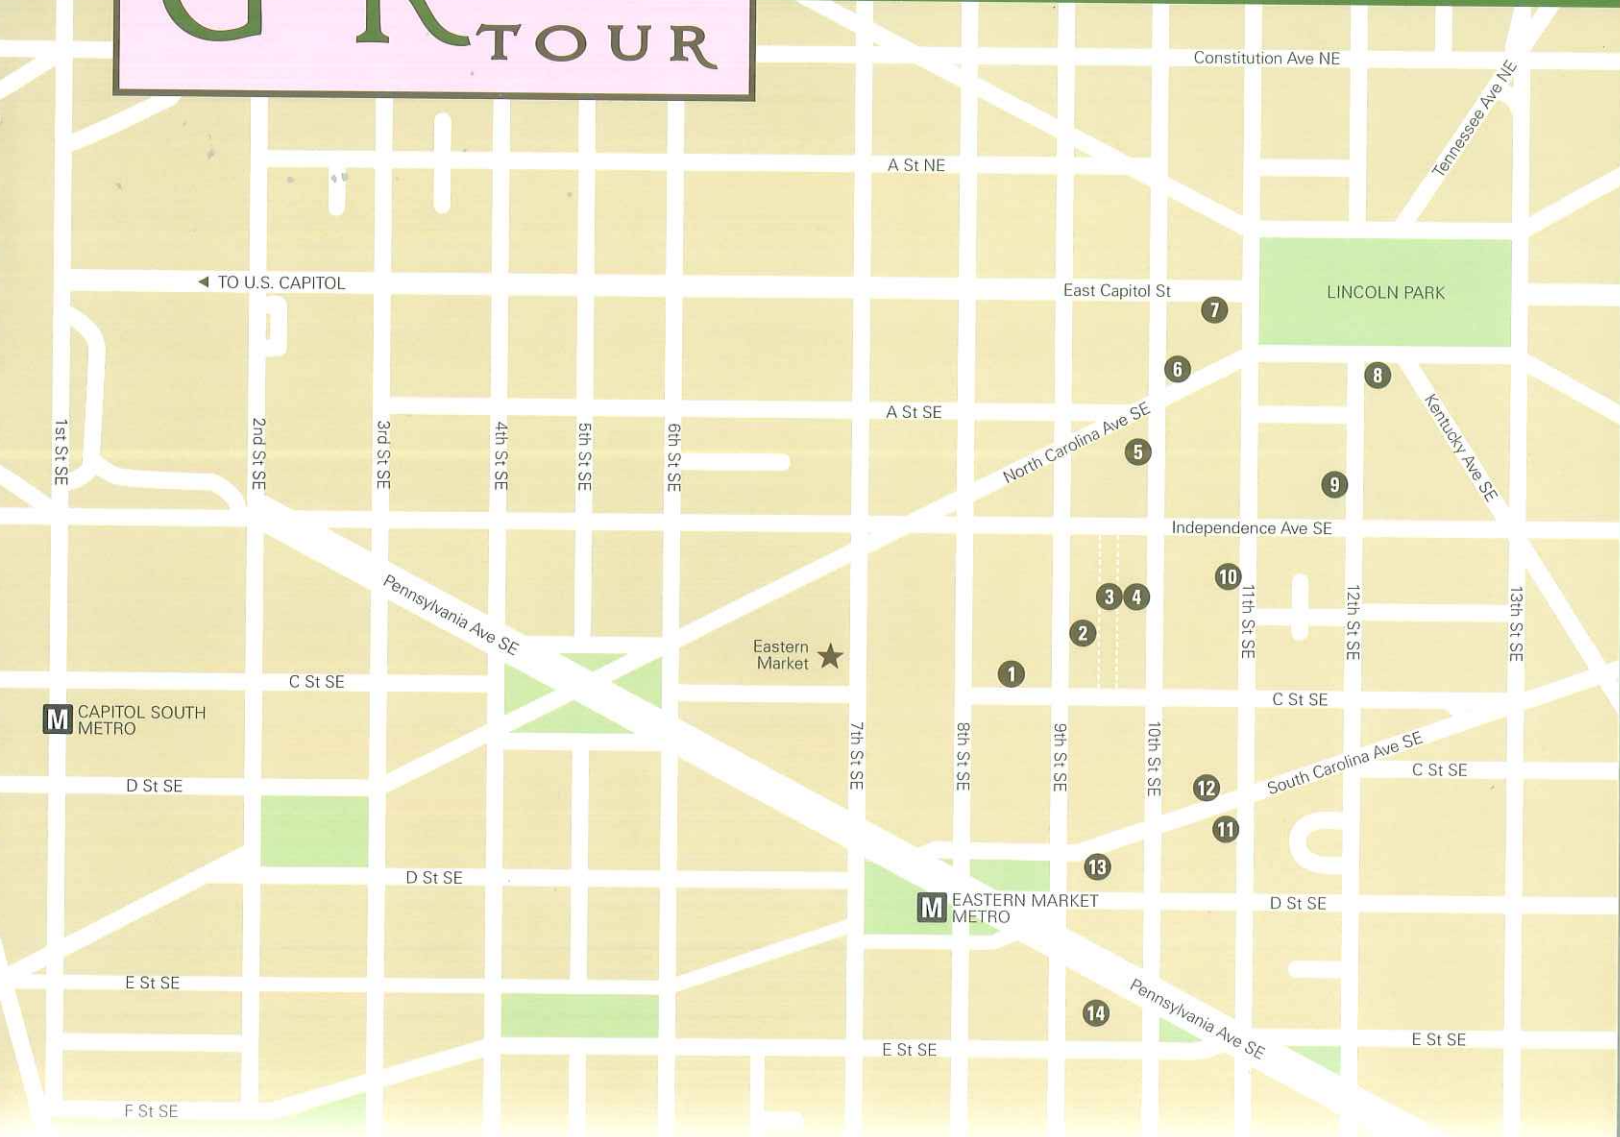 TOUR
Constitution Ave NE
Tennessee Ave NE
A St NE
TO U.S. CAPITOL
East Capitol St
LINCOLN PARK
7
6
8
A St SE
North Carolina Ave SE
Kentucky Ave SE
1st St SE
2nd St SE
3rd St SE
4th St SE
5th St SE
6th St SE
5
9
Independence Ave SE
Pennsylvania Ave SE
10
3
4
2
11th St SE
12th St SE
13th St SE
Eastern
Market
1
C St SE
C St SE
M
CAPITOL SOUTH
METRO
7th St SE
8th St SE
9th St SE
10th St SE
South Carolina Ave SE
C St SE
D St SE
12
11
13
D St SE
M
EASTERN MARKET
METRO
D St SE
E St SE
Pennsylvania Ave SE
14
E St SE
E St SE
F St SE